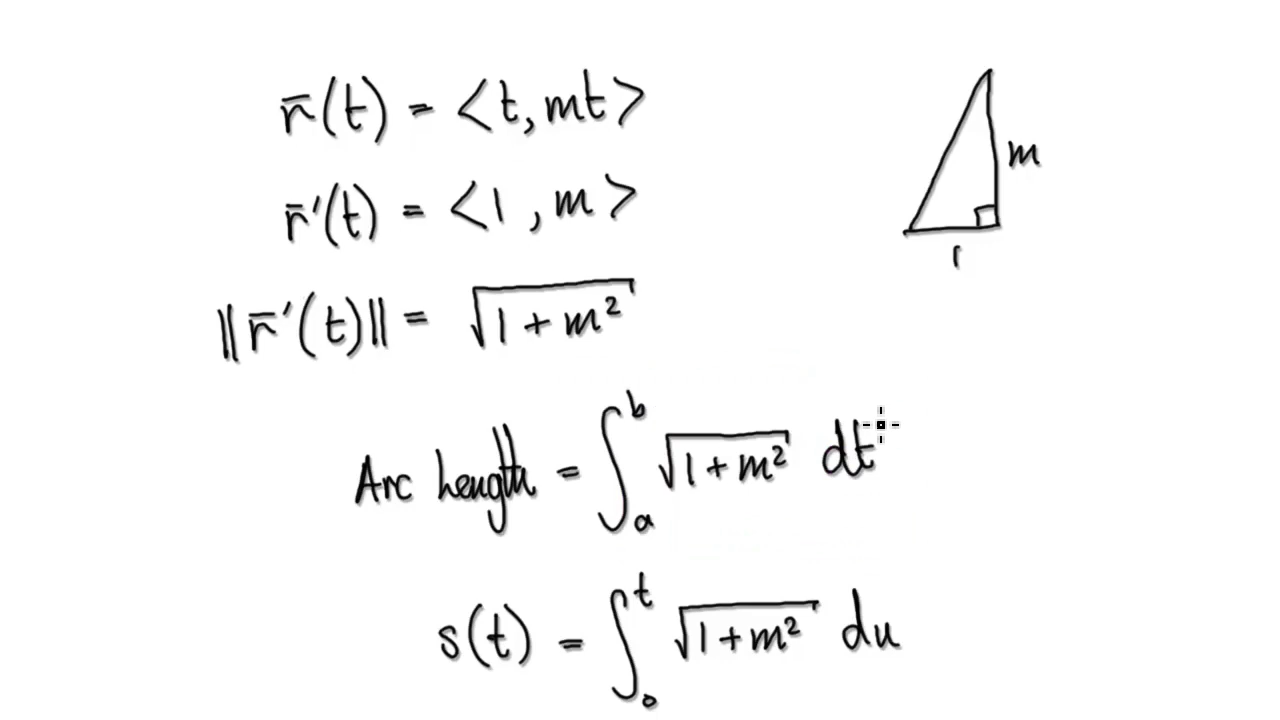 r̄(t) = <t, mt>
m
r̄'(t) = <1, m>
1
||r̄'(t)|| = √(1 + m²)
Arc Length = ∫ₐᵇ √(1 + m²) dt
s(t) = ∫₀ᵗ √(1 + m²) du